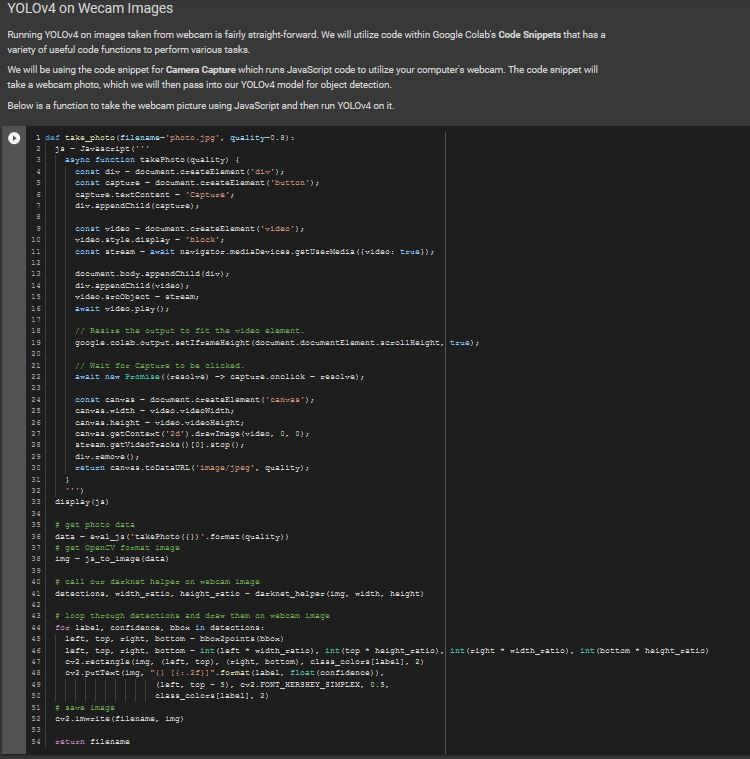 YOLOv4 on Wecam Images
Running YOLOv4 on images taken from webcam is fairly straight-forward. We will utilize code within Google Colab's Code Snippets that has a
variety of useful code functions to perform various tasks.
We will be using the code snippet for Camera Capture which runs JavaScript code to utilize your computer's webcam. The code snippet will
take a webcam photo, which we will then pass into our YOLOv4 model for object detection.
Below is a function to take the webcam picture using JavaScript and then run YOLOv4 on it.
1 def take_photo(filename='photo.jpg', quality=0.8):
2 js = Javascript('''
3 async function takePhoto(quality) {
4 const div = document.createElement('div');
5 const capture = document.createElement('button');
6 capture.textContent = 'Capture';
7 div.appendChild(capture);
8
9 const video = document.createElement('video');
10 video.style.display = 'block';
11 const stream = await navigator.mediaDevices.getUserMedia({video: true});
12
13 document.body.appendChild(div);
14 div.appendChild(video);
15 video.srcObject = stream;
16 await video.play();
17
18 // Resize the output to fit the video element.
19 google.colab.output.setIframeHeight(document.documentElement.scrollHeight, true);
20
21 // Wait for Capture to be clicked.
22 await new Promise((resolve) => capture.onclick = resolve);
23
24 const canvas = document.createElement('canvas');
25 canvas.width = video.videoWidth;
26 canvas.height = video.videoHeight;
27 canvas.getContext('2d').drawImage(video, 0, 0);
28 stream.getVideoTracks()[0].stop();
29 div.remove();
30 return canvas.toDataURL('image/jpeg', quality);
31 }
32 ''')
33 display(js)
34
35 # get photo data
36 data = eval_js('takePhoto({})'.format(quality))
37 # get OpenCV format image
38 img = js_to_image(data)
39
40 # call our darknet helper on webcam image
41 detections, width_ratio, height_ratio = darknet_helper(img, width, height)
42
43 # loop through detections and draw them on webcam image
44 for label, confidence, bbox in detections:
45 left, top, right, bottom = bbox2points(bbox)
46 left, top, right, bottom = int(left * width_ratio), int(top * height_ratio), int(right * width_ratio), int(bottom * height_ratio)
47 cv2.rectangle(img, (left, top), (right, bottom), class_colors[label], 2)
48 cv2.putText(img, "{} [{:.2f}]".format(label, float(confidence)),
49 (left, top - 5), cv2.FONT_HERSHEY_SIMPLEX, 0.5,
50 class_colors[label], 2)
51 # save image
52 cv2.imwrite(filename, img)
53
54 return filename